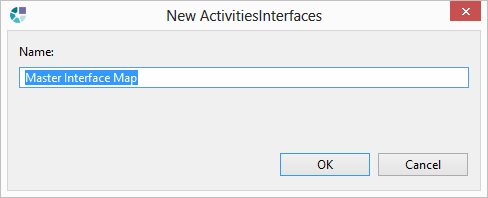 New ActivitiesInterfaces
Name:
Master Interface Map
OK
Cancel